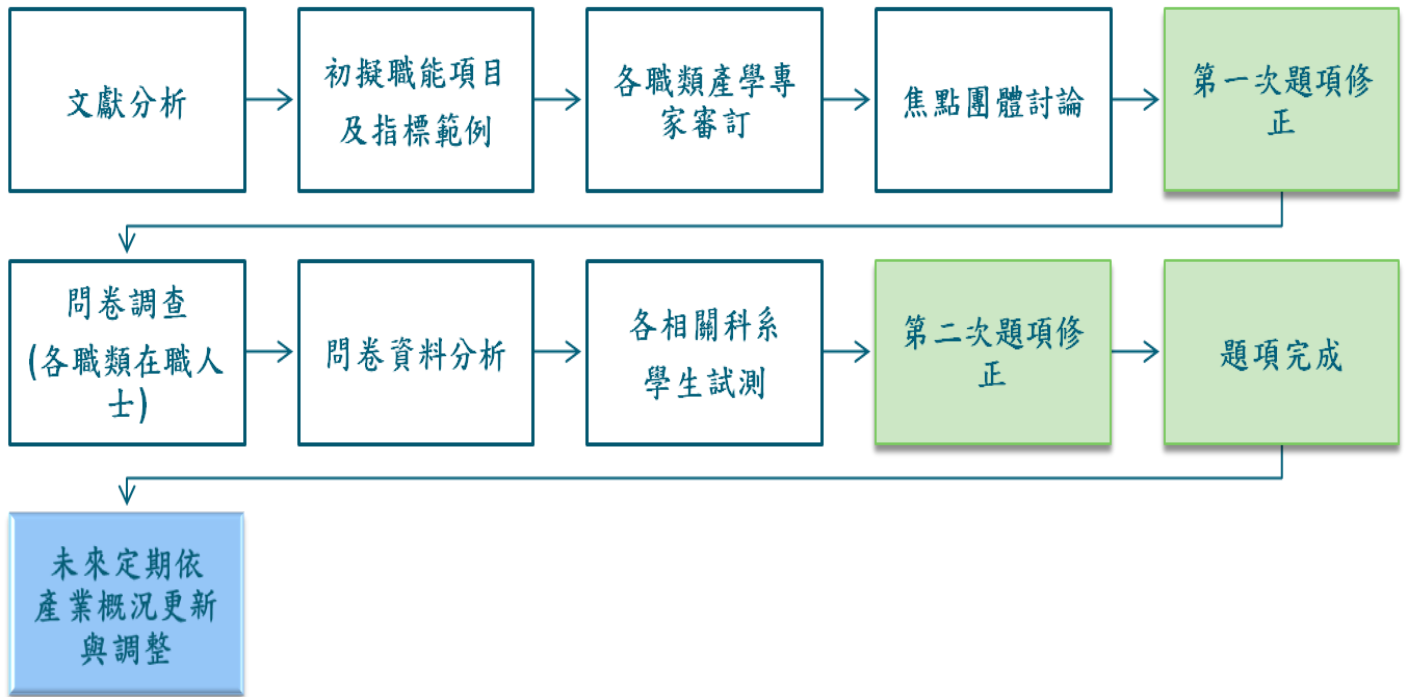 文獻分析
初擬職能項目
及指標範例
各職類產學專
家審訂
焦點團體討論
第一次題項修
正
問卷調查
(各職類在職人
士)
問卷資料分析
各相關科系
學生試測
第二次題項修
正
題項完成
未來定期依
產業概況更新
與調整